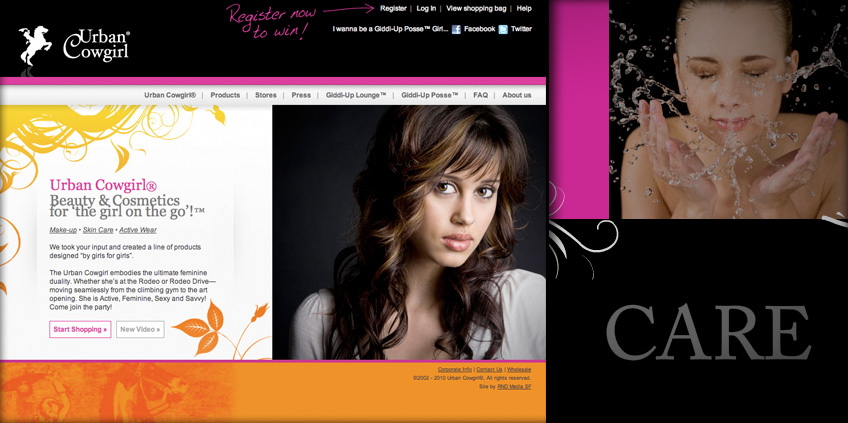 Register now
to win!
Register | Log In | View shopping bag | Help
I wanna be a Giddi-Up Posse™ Girl... Facebook Twitter
Urban®
Cowgirl
Urban Cowgirl® | Products | Stores | Press | Giddi-Up Lounge™ | Giddi-Up Posse™ | FAQ | About us
Urban Cowgirl®
Beauty & Cosmetics
for 'the girl on the go'!™
Make-up • Skin Care • Active Wear
We took your input and created a line of products
designed "by girls for girls".
The Urban Cowgirl embodies the ultimate feminine
duality. Whether she's at the Rodeo or Rodeo Drive—
moving seamlessly from the climbing gym to the art
opening. She is Active, Feminine, Sexy and Savvy!
Come join the party!
Start Shopping »
New Video »
CARE
Corporate Info | Contact Us | Wholesale
©2002 - 2010 Urban Cowgirl®, All rights reserved.
Site by RND Media SF